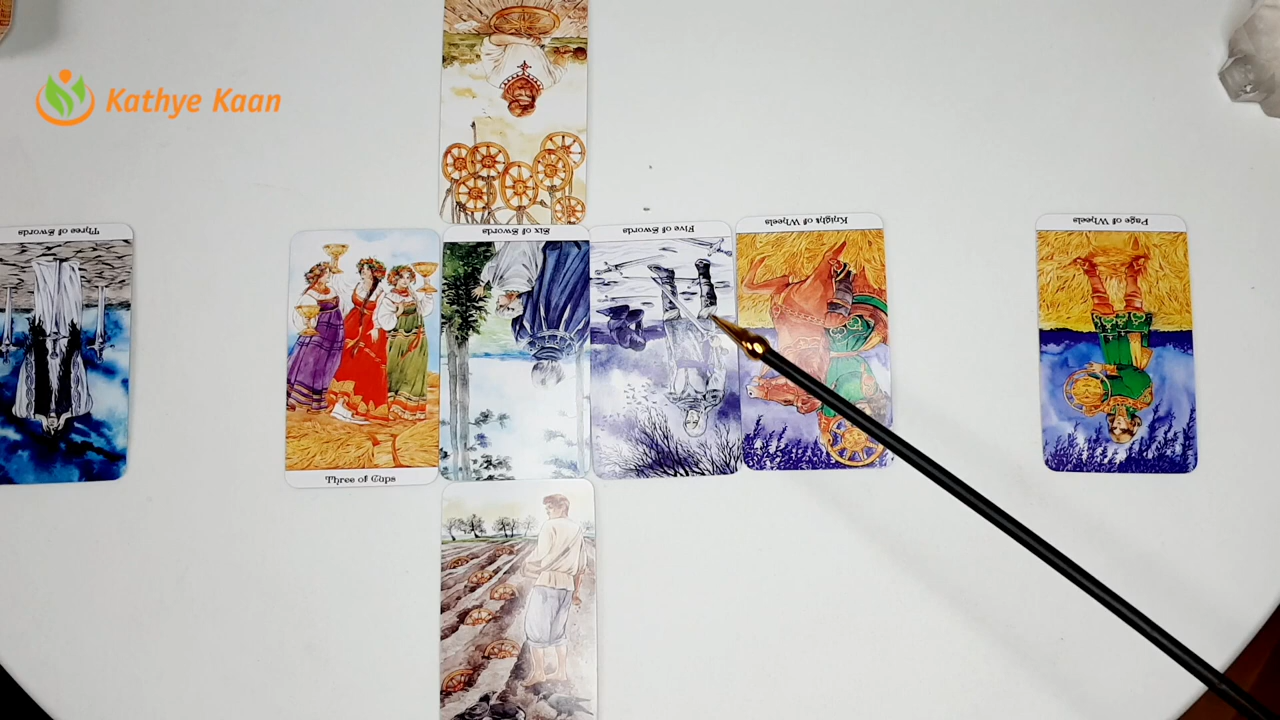 Kathye Kaan
Three of Swords
Six of Swords
Five of Swords
Knight of Wheels
Page of Wheels
Three of Cups